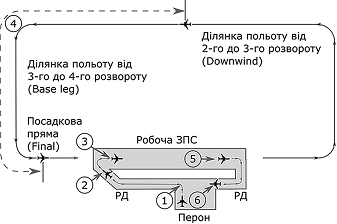 4
Ділянка польоту від
3-го до 4-го розвороту
(Base leg)
Ділянка польоту від
2-го до 3-го розвороту
(Downwind)
Посадкова
пряма
(Final)
Робоча ЗПС
3
5
2
1
6
РД
РД
Перон